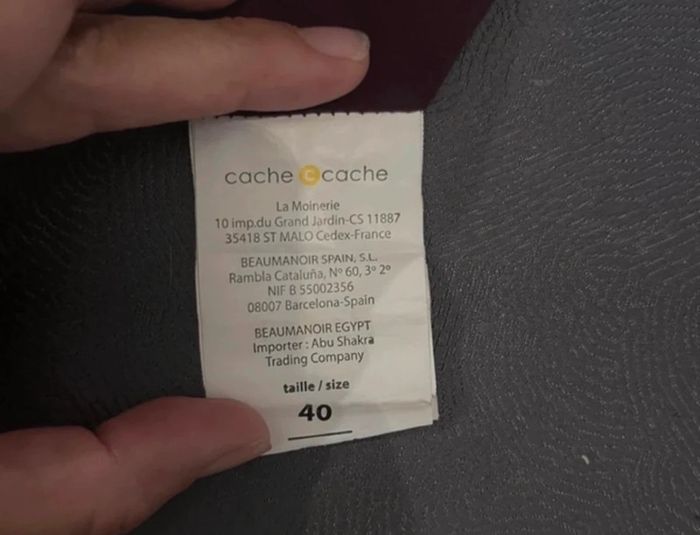 cache c cache
La Moinerie
10 imp.du Grand Jardin-CS 11887
35418 ST MALO Cedex-France
BEAUMANOIR SPAIN, S.L.
Rambla Cataluña, Nº 60, 3º 2º
NIF B 55002356
08007 Barcelona-Spain
BEAUMANOIR EGYPT
Importer : Abu Shakra
Trading Company
taille / size
40